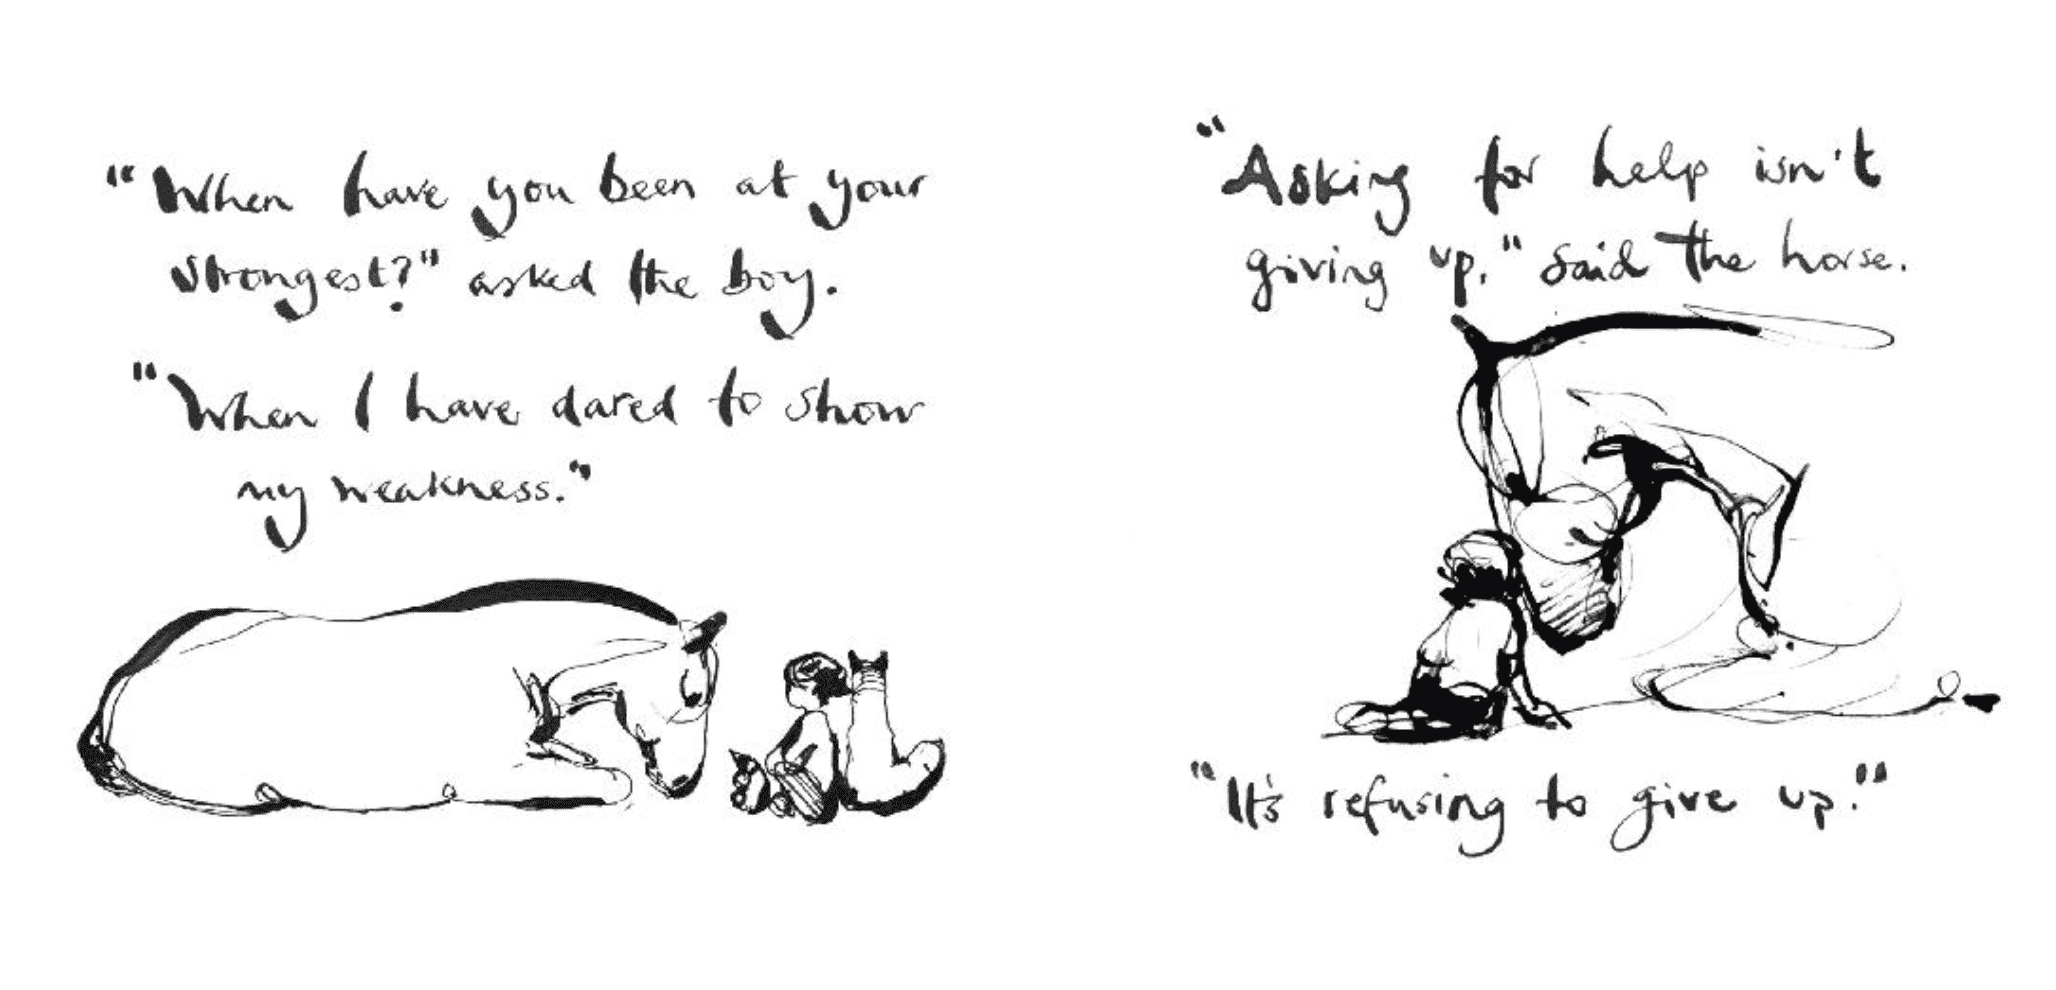 "When have you been at your
strongest?" asked the boy.
"When I have dared to show
my weakness."
"Asking for help isn't
giving up," said the horse.
"It's refusing to give up."